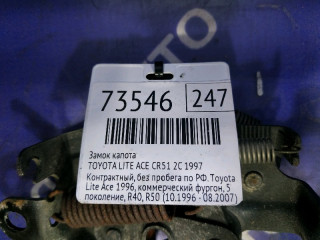 73546 247
Замок капота
TOYOTA LITE ACE CR51 2C 1997
Контрактный, без пробега по РФ. Toyota
Lite Ace 1996, коммерческий фургон, 5
поколение, R40, R50 (10.1996 - 08.2007)